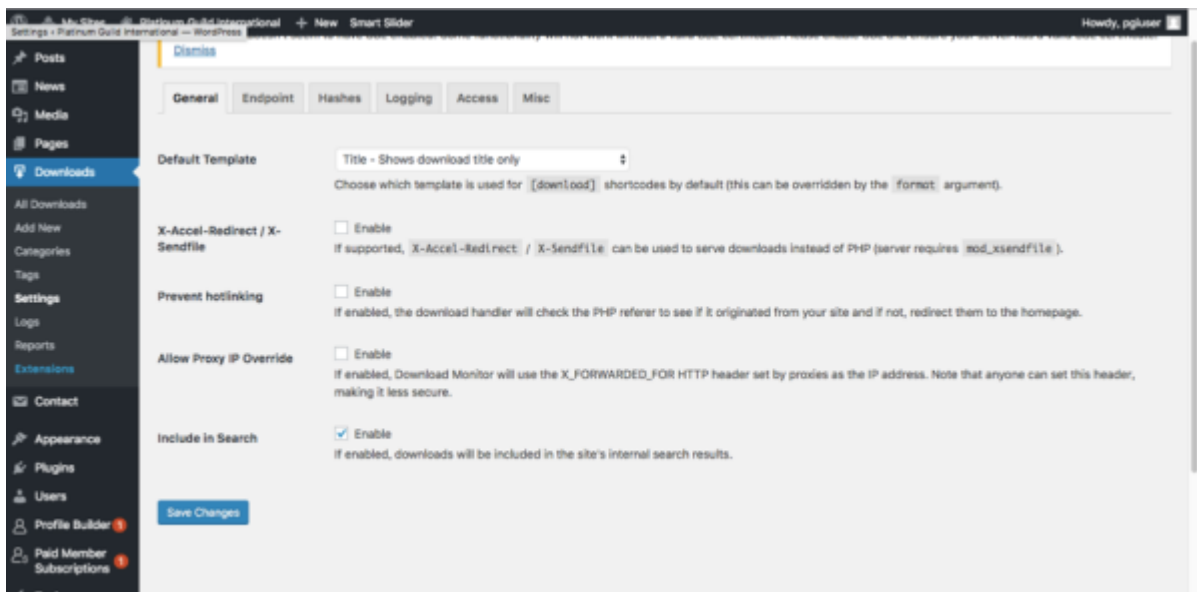 My Sites Platinum Guild International + New Smart Slider Howdy, pgluser
Settings ‹ Platinum Guild International — WordPress
Dismiss
Posts
News
Media
Pages
Downloads
All Downloads
Add New
Categories
Tags
Settings
Logs
Reports
Extensions
Contact
Appearance
Plugins
Users
Profile Builder 1
Paid Member
Subscriptions 1
General Endpoint Hashes Logging Access Misc
Default Template Title - Shows download title only
Choose which template is used for [download] shortcodes by default (this can be overridden by the format argument).
X-Accel-Redirect / X-
Sendfile
Enable
If supported, X-Accel-Redirect / X-Sendfile can be used to serve downloads instead of PHP (server requires mod_xsendfile ).
Prevent hotlinking Enable
If enabled, the download handler will check the PHP referer to see if it originated from your site and if not, redirect them to the homepage.
Allow Proxy IP Override Enable
If enabled, Download Monitor will use the X_FORWARDED_FOR HTTP header set by proxies as the IP address. Note that anyone can set this header,
making it less secure.
Include in Search Enable
If enabled, downloads will be included in the site's internal search results.
Save Changes